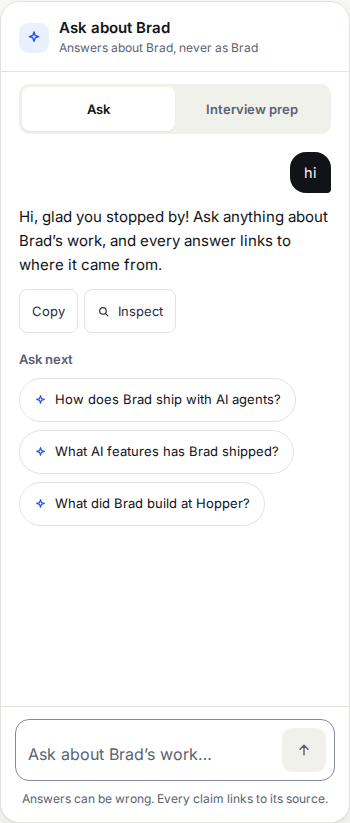 Ask about Brad
Answers about Brad, never as Brad
Ask
Interview prep
hi
Hi, glad you stopped by! Ask anything about
Brad’s work, and every answer links to
where it came from.
Copy
Inspect
Ask next
How does Brad ship with AI agents?
What AI features has Brad shipped?
What did Brad build at Hopper?
Ask about Brad’s work...
Answers can be wrong. Every claim links to its source.